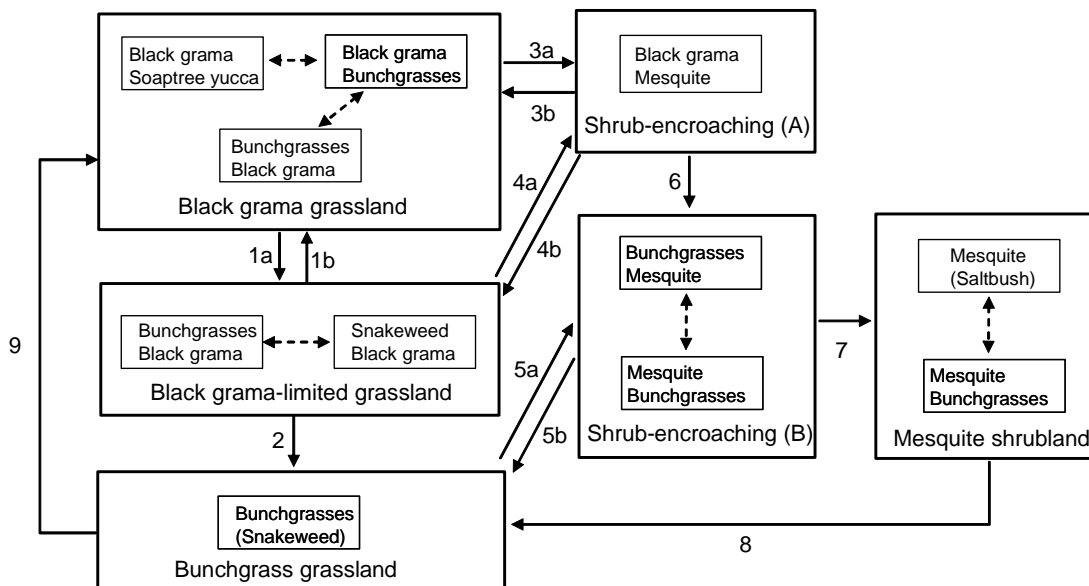 Black grama
Soaptree yucca
Black grama
Bunchgrasses
Bunchgrasses
Black grama
Black grama grassland
3a
3b
Black grama
Mesquite
Shrub-encroaching (A)
1a
1b
4a
4b
6
Bunchgrasses
Black grama
Snakeweed
Black grama
Black grama-limited grassland
Bunchgrasses
Mesquite
Mesquite
Bunchgrasses
Shrub-encroaching (B)
7
Mesquite
(Saltbush)
Mesquite
Bunchgrasses
Mesquite shrubland
9
2
5a
5b
Bunchgrasses
(Snakeweed)
Bunchgrass grassland
8